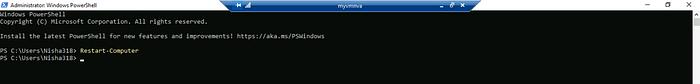 Administrator: Windows PowerShell
myvmnva
Windows PowerShell
Copyright (C) Microsoft Corporation. All rights reserved.
Install the latest PowerShell for new features and improvements! https://aka.ms/PSWindows
PS C:\Users\Nisha318> Restart-Computer
PS C:\Users\Nisha318>